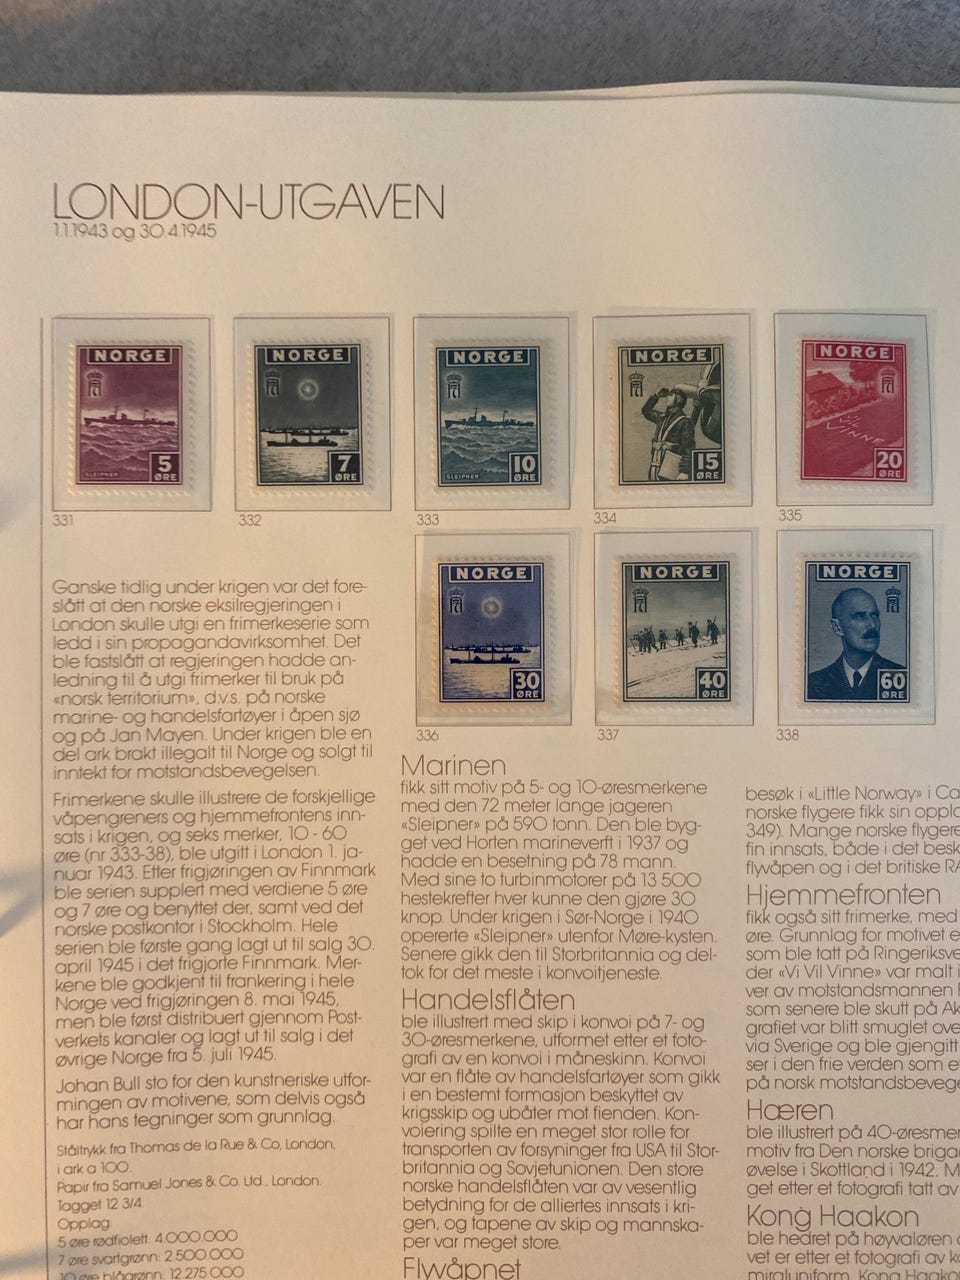 LONDON-UTGAVEN
1.1.1943 og 30.4.1945
NORGE
SLEIPNER
5
ØRE
331
NORGE
7
ØRE
332
NORGE
SLEIPNER
10
ØRE
333
NORGE
15
ØRE
334
NORGE
VI VIL
VINNE
20
ØRE
335
NORGE
30
ØRE
336
NORGE
40
ØRE
337
NORGE
60
ØRE
338
Ganske tidlig under krigen var det fore-
slått at den norske eksilregjeringen i
London skulle utgi en frimerkeserie som
ledd i sin propagandavirksomhet. Det
ble fastslått at regjeringen hadde an-
ledning til å utgi frimerker til bruk på
«norsk territorium», d.v.s. på norske
marine- og handelsfartøyer i åpen sjø
og på Jan Mayen. Under krigen ble en
del ark brakt illegalt til Norge og solgt til
inntekt for motstandsbevegelsen.
Frimerkene skulle illustrere de forskjellige
våpengreners og hjemmefrontens inn-
sats i krigen, og seks merker, 10 - 60
øre (nr 333-38), ble utgitt i London 1. ja-
nuar 1943. Etter frigjøringen av Finnmark
ble serien supplert med verdiene 5 øre
og 7 øre og benyttet der, samt ved det
norske postkontor i Stockholm. Hele
serien ble første gang lagt ut til salg 30.
april 1945 i det frigjorte Finnmark. Mer-
kene ble godkjent til frankering i hele
Norge ved frigjøringen 8. mai 1945,
men ble først distribuert gjennom Post-
verkets kanaler og lagt ut til salg i det
øvrige Norge fra 5. juli 1945.
Johan Bull sto for den kunstneriske utfor-
mingen av motivene, som delvis også
har hans tegninger som grunnlag.
Ståltrykk fra Thomas de la Rue & Co, London,
i ark a 100.
Papir fra Samuel Jones & Co. Ltd., London.
Tagget 12 3/4
Opplag
5 øre rødfiolett: 4.000.000
7 øre svartgrønn: 2.500.000
10 øre blågrønn: 12.275.000
Marinen
fikk sitt motiv på 5- og 10-øresmerkene
med den 72 meter lange jageren
«Sleipner» på 590 tonn. Den ble byg-
get ved Horten marineverft i 1937 og
hadde en besetning på 78 mann.
Med sine to turbinmotorer på 13 500
hestekrefter hver kunne den gjøre 30
knop. Under krigen i Sør-Norge i 1940
opererte «Sleipner» utenfor Møre-kysten.
Senere gikk den til Storbritannia og del-
tok for det meste i konvoitjeneste.
Handelsflåten
ble illustrert med skip i konvoi på 7- og
30-øresmerkene, utformet etter et foto-
grafi av en konvoi i måneskinn. Konvoi
var en flåte av handelsfartøyer som gikk
i en bestemt formasjon beskyttet av
krigsskip og ubåter mot fienden. Kon-
voiering spilte en meget stor rolle for
transporten av forsyninger fra USA til Stor-
britannia og Sovjetunionen. Den store
norske handelsflåten var av vesentlig
betydning for de alliertes innsats i kri-
gen, og tapene av skip og mannska-
per var meget store.
Flyvåpnet
besøk i «Little Norway» i Ca
norske flygere fikk sin opplæ
349). Mange norske flygere
fin innsats, både i det besk
flyvåpen og i det britiske RA
Hjemmefronten
fikk også sitt frimerke, med
øre. Grunnlag for motivet e
som ble tatt på Ringeriksve
der «Vi Vil Vinne» var malt i
ver av motstandsmannen
som senere ble skutt på Ak
grafiet var blitt smuglet ove
via Sverige og ble gjengitt
ser i den frie verden som e
på norsk motstandsbevege
Hæren
ble illustrert på 40-øresmer
motiv fra Den norske briga
øvelse i Skottland i 1942. M
get etter et fotografi tatt av
Kong Haakon
ble hedret på høyvaløren
vet er etter et fotografi av k
miraluniform. Kong Haako